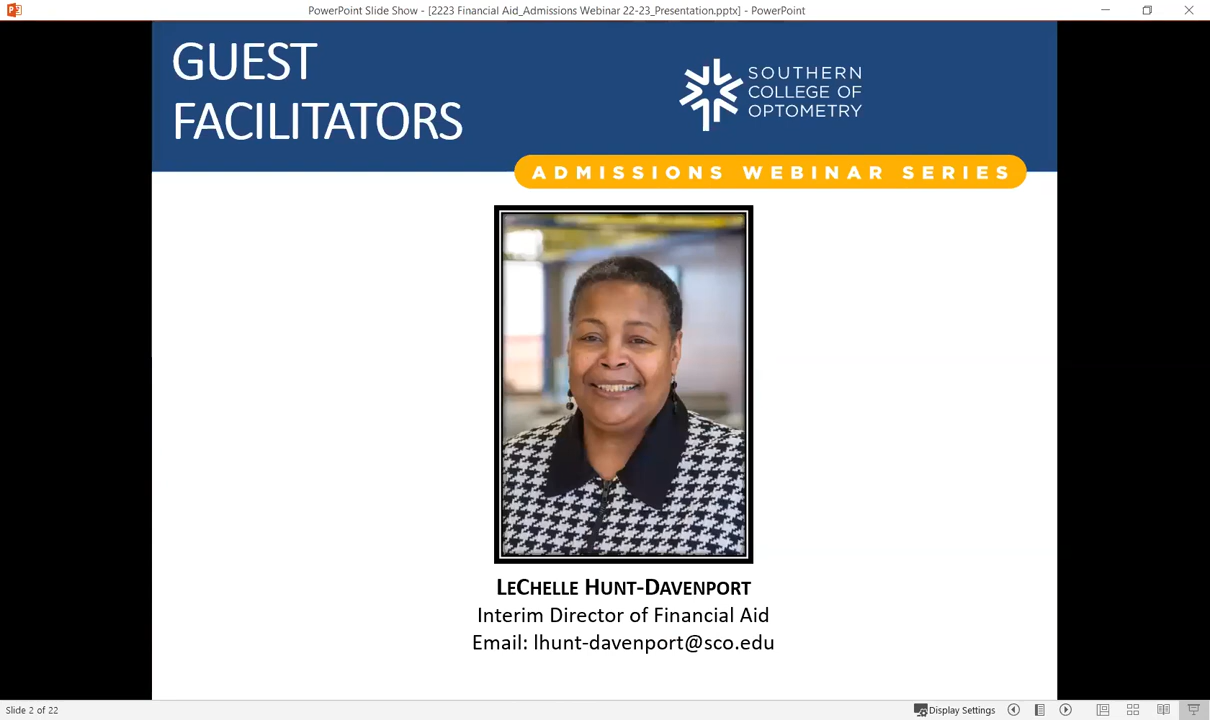 PowerPoint Slide Show - [2223 Financial Aid_Admissions Webinar 22-23_Presentation.pptx] - PowerPoint
GUEST
FACILITATORS
SOUTHERN
COLLEGE OF
OPTOMETRY
ADMISSIONS WEBINAR SERIES
LECHELLE HUNT-DAVENPORT
Interim Director of Financial Aid
Email: lhunt-davenport@sco.edu
Slide 2 of 22
Display Settings